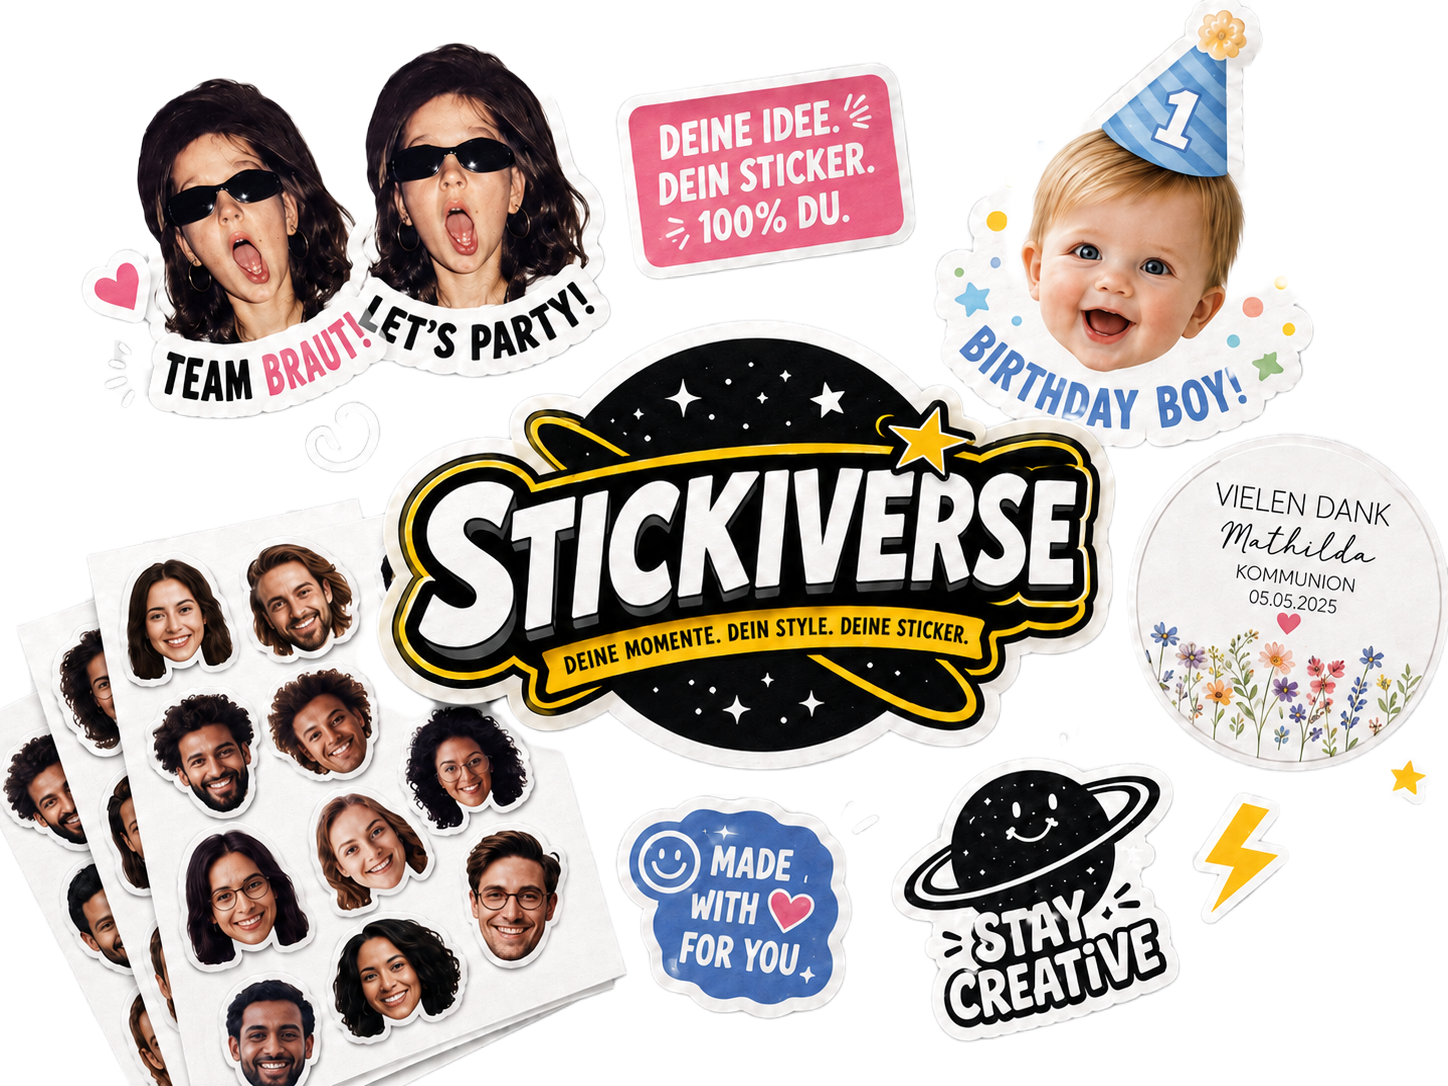 TEAM BRAUT!
LET'S PARTY!
DEINE IDEE.
DEIN STICKER.
100% DU.
1
BIRTHDAY BOY!
STICKIVERSE
DEINE MOMENTE. DEIN STYLE. DEINE STICKER.
VIELEN DANK
Mathilda
KOMMUNION
05.05.2025
MADE
WITH
FOR YOU
STAY
CREATiVE